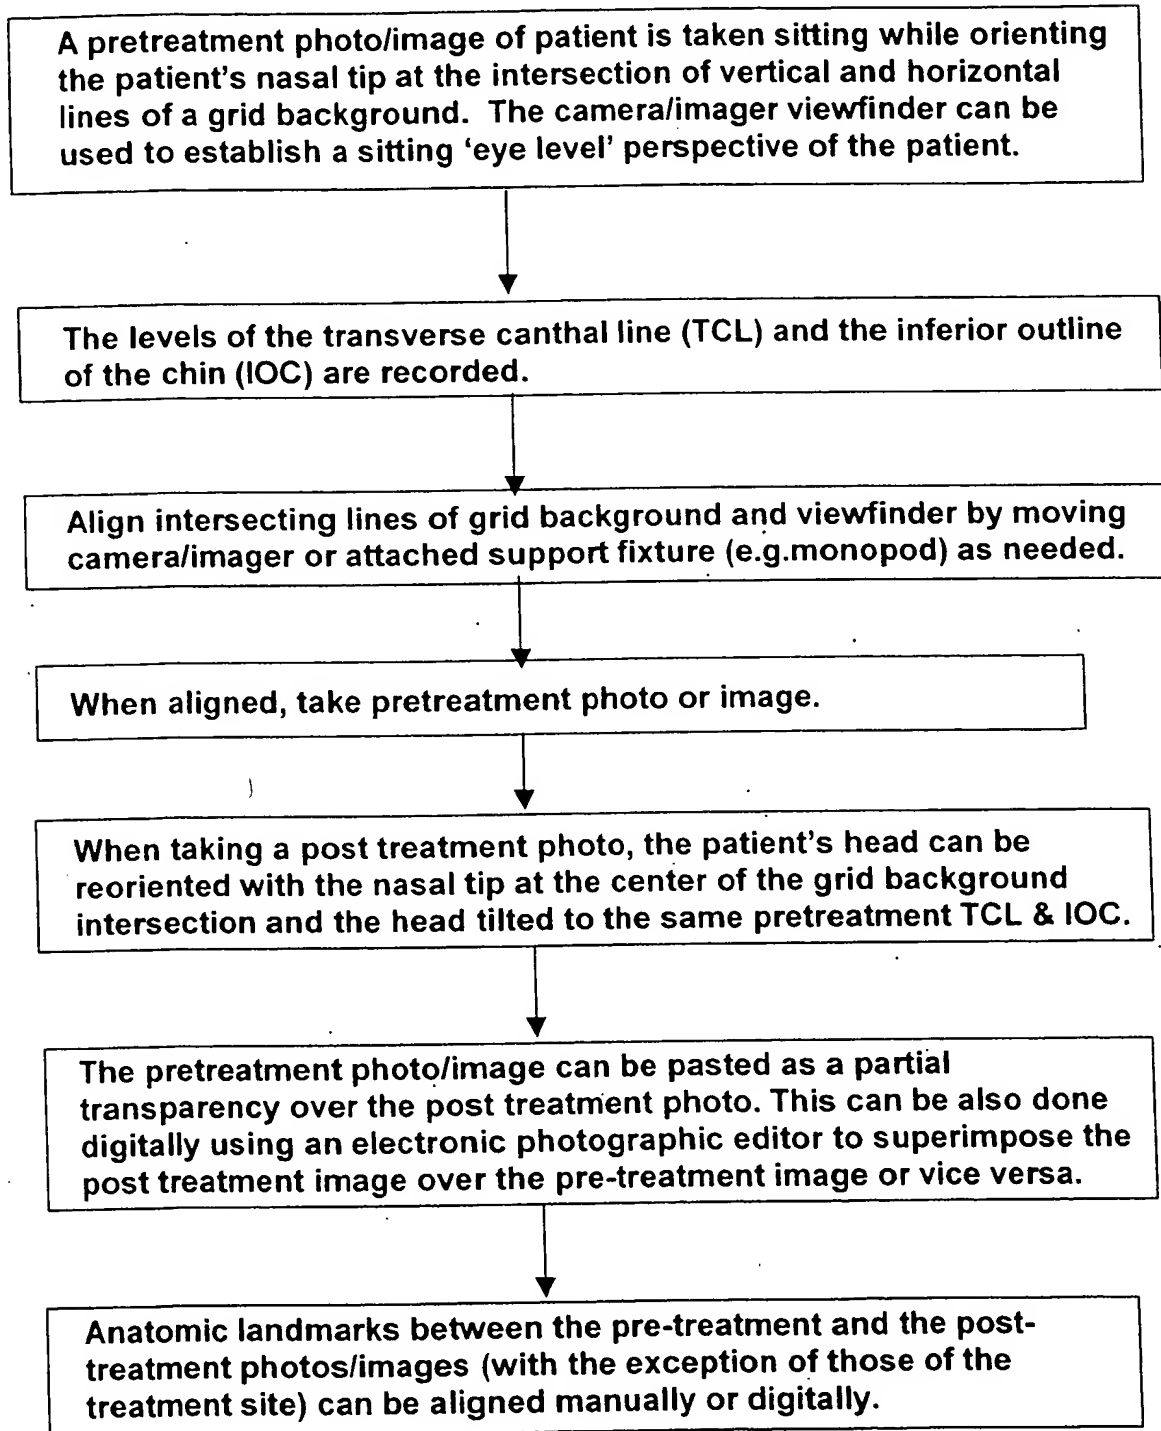 A pretreatment photo/image of patient is taken sitting while orienting
the patient's nasal tip at the intersection of vertical and horizontal
lines of a grid background. The camera/imager viewfinder can be
used to establish a sitting 'eye level' perspective of the patient.
The levels of the transverse canthal line (TCL) and the inferior outline
of the chin (IOC) are recorded.
Align intersecting lines of grid background and viewfinder by moving
camera/imager or attached support fixture (e.g.monopod) as needed.
When aligned, take pretreatment photo or image.
When taking a post treatment photo, the patient's head can be
reoriented with the nasal tip at the center of the grid background
intersection and the head tilted to the same pretreatment TCL & IOC.
The pretreatment photo/image can be pasted as a partial
transparency over the post treatment photo. This can be also done
digitally using an electronic photographic editor to superimpose the
post treatment image over the pre-treatment image or vice versa.
Anatomic landmarks between the pre-treatment and the post-
treatment photos/images (with the exception of those of the
treatment site) can be aligned manually or digitally.